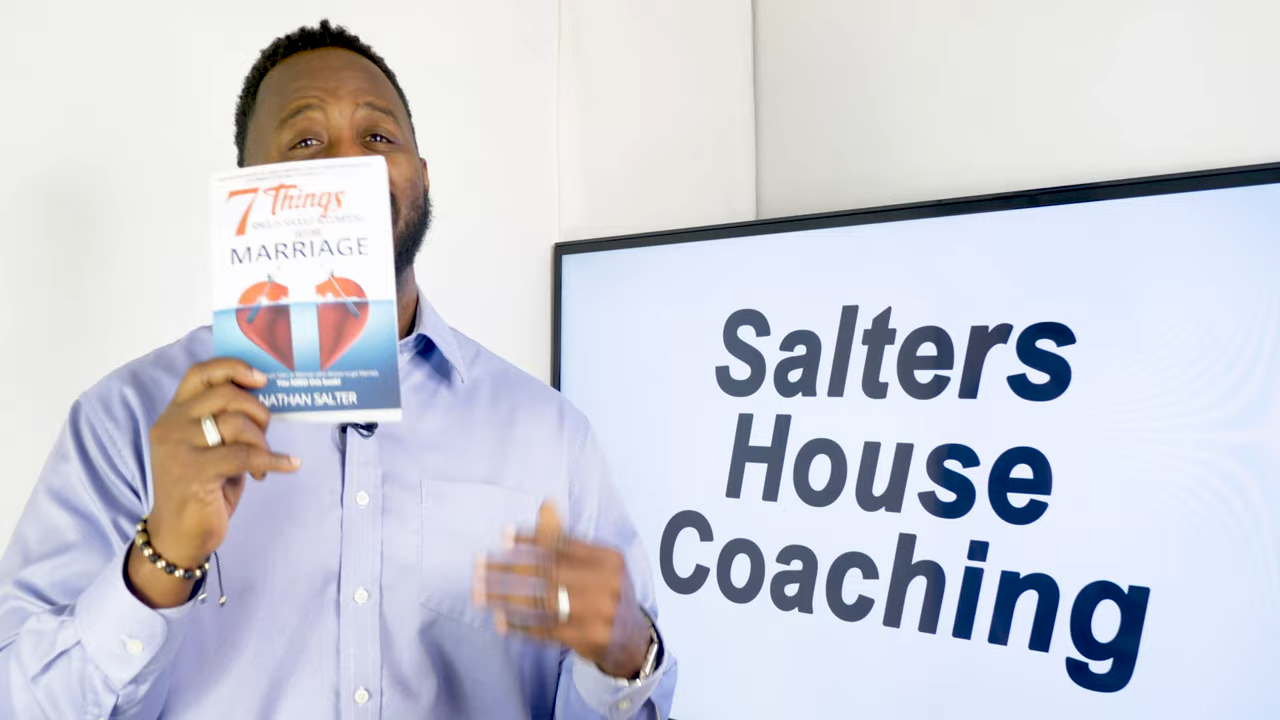 7 Things
MARRIAGE
You NEED this book!
NATHAN SALTER
Salters
House
Coaching